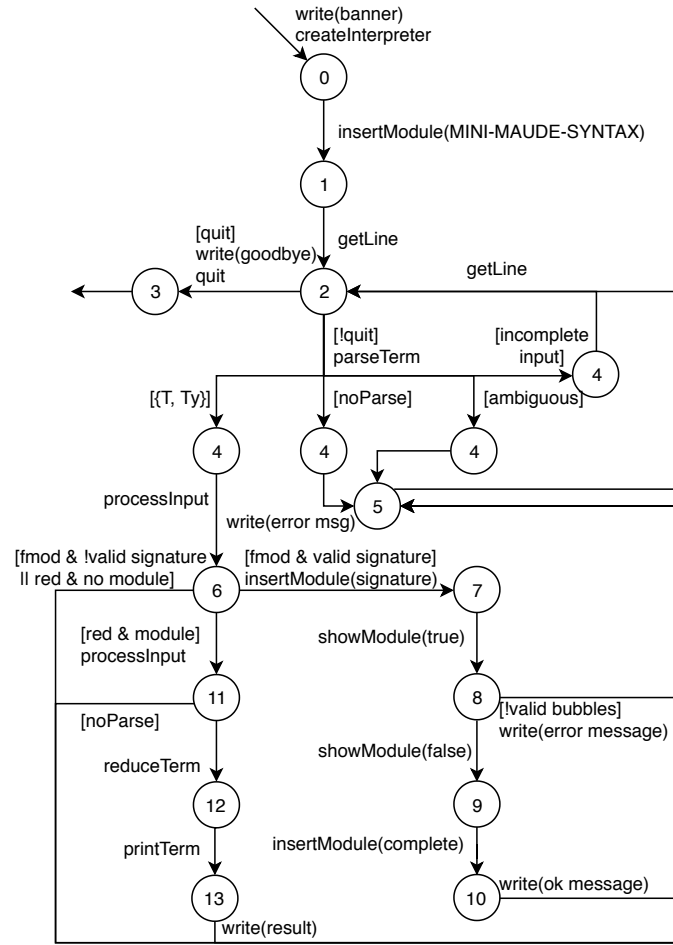 write(banner)
createInterpreter
0
insertModule(MINI-MAUDE-SYNTAX)
1
[quit]
write(goodbye)
quit
getLine
getLine
3
2
[!quit]
parseTerm
[incomplete
input]
4
[{T, Ty}]
[noParse]
[ambiguous]
4
4
4
processInput
write(error msg)
5
[fmod & !valid signature
|| red & no module]
[fmod & valid signature]
insertModule(signature)
6
7
[red & module]
processInput
showModule(true)
11
8
[noParse]
[!valid bubbles]
write(error message)
reduceTerm
showModule(false)
12
9
printTerm
insertModule(complete)
13
10
write(ok message)
write(result)